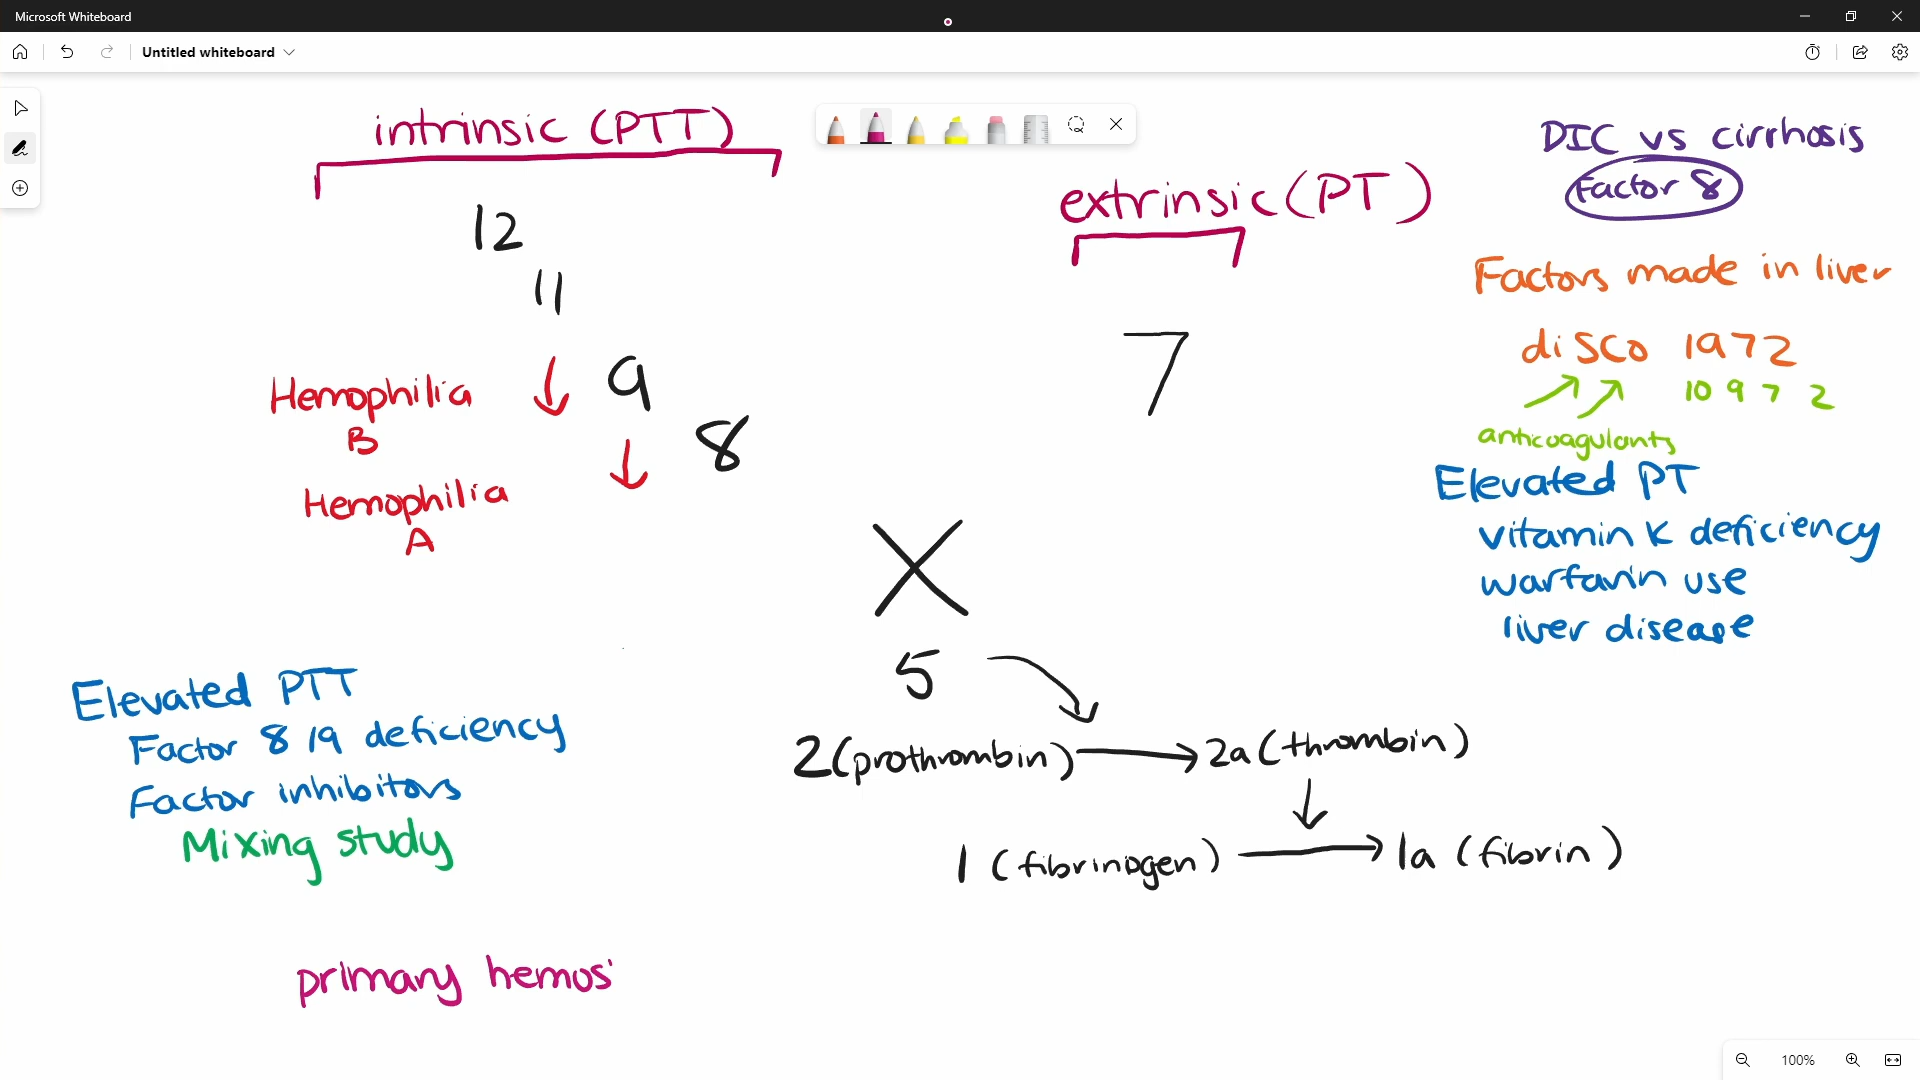 Microsoft Whiteboard
Untitled whiteboard
intrinsic (PTT)
12
11
Hemophilia
B
9
8
Hemophilia
A
extrinsic (PT)
7
X
5
2 (prothrombin) → 2a (thrombin)
1 (fibrinogen) → 1a (fibrin)
DIC vs cirrhosis
Factor 8
Factors made in liver
diSCo 1972
10 9 7 2
anticoagulants
Elevated PT
vitamin K deficiency
warfarin use
liver disease
Elevated PTT
Factor 8 / 9 deficiency
Factor inhibitors
Mixing study
primary hemos
100%